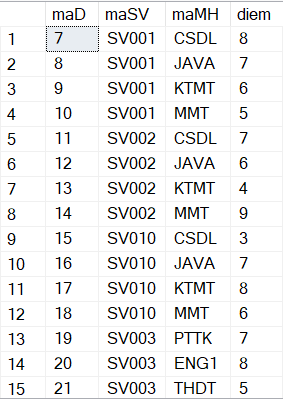 maD maSV maMH diem
1 7 SV001 CSDL 8
2 8 SV001 JAVA 7
3 9 SV001 KTMT 6
4 10 SV001 MMT 5
5 11 SV002 CSDL 7
6 12 SV002 JAVA 6
7 13 SV002 KTMT 4
8 14 SV002 MMT 9
9 15 SV010 CSDL 3
10 16 SV010 JAVA 7
11 17 SV010 KTMT 8
12 18 SV010 MMT 6
13 19 SV003 PTTK 7
14 20 SV003 ENG1 8
15 21 SV003 THDT 5